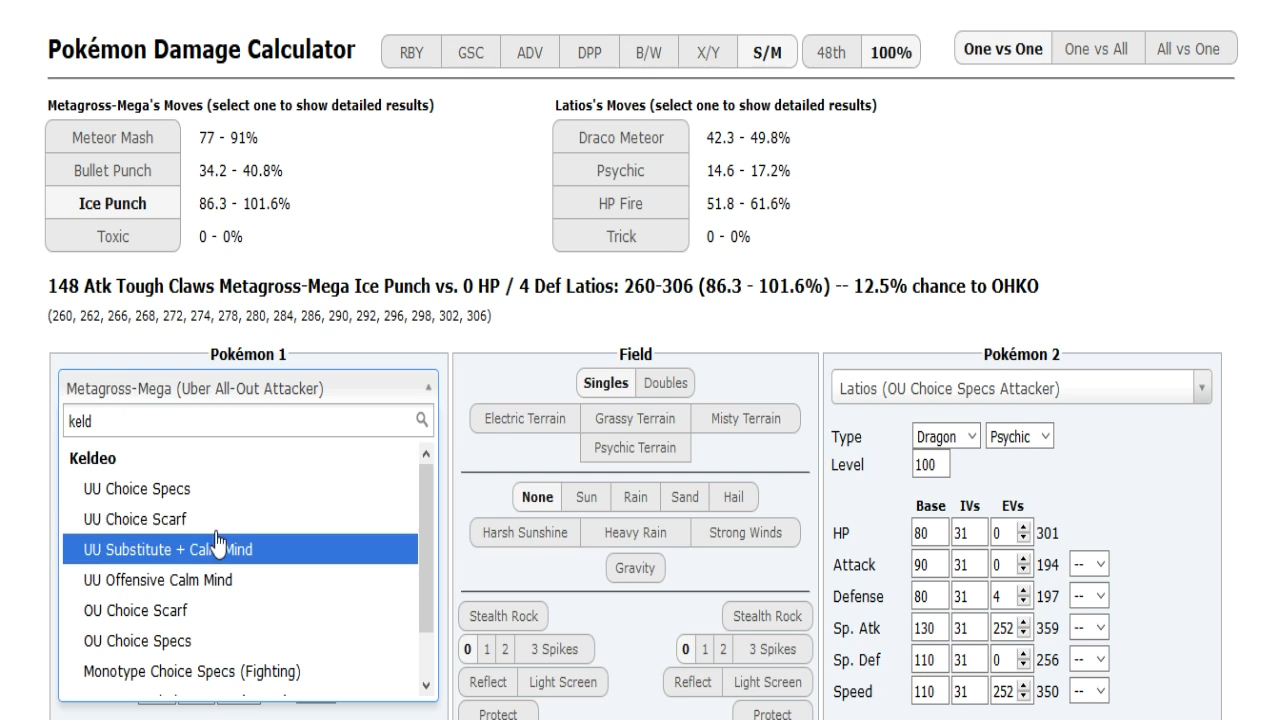 Pokémon Damage Calculator
RBY GSC ADV DPP B/W X/Y S/M 48th 100% One vs One One vs All All vs One
Metagross-Mega's Moves (select one to show detailed results)
Meteor Mash 77 - 91%
Bullet Punch 34.2 - 40.8%
Ice Punch 86.3 - 101.6%
Toxic 0 - 0%
Latios's Moves (select one to show detailed results)
Draco Meteor 42.3 - 49.8%
Psychic 14.6 - 17.2%
HP Fire 51.8 - 61.6%
Trick 0 - 0%
148 Atk Tough Claws Metagross-Mega Ice Punch vs. 0 HP / 4 Def Latios: 260-306 (86.3 - 101.6%) -- 12.5% chance to OHKO
(260, 262, 266, 268, 272, 274, 278, 280, 284, 286, 290, 292, 296, 298, 302, 306)
Pokémon 1
Metagross-Mega (Uber All-Out Attacker)
keld
Keldeo
UU Choice Specs
UU Choice Scarf
UU Substitute + Calm Mind
UU Offensive Calm Mind
OU Choice Scarf
OU Choice Specs
Monotype Choice Specs (Fighting)
Field
Singles Doubles
Electric Terrain Grassy Terrain Misty Terrain
Psychic Terrain
None Sun Rain Sand Hail
Harsh Sunshine Heavy Rain Strong Winds
Gravity
Stealth Rock Stealth Rock
0 1 2 3 Spikes 0 1 2 3 Spikes
Reflect Light Screen Reflect Light Screen
Protect Protect
Pokémon 2
Latios (OU Choice Specs Attacker)
Type Dragon Psychic
Level 100
Base IVs EVs
HP 80 31 0 301
Attack 90 31 0 194 --
Defense 80 31 4 197 --
Sp. Atk 130 31 252 359 --
Sp. Def 110 31 0 256 --
Speed 110 31 252 350 --